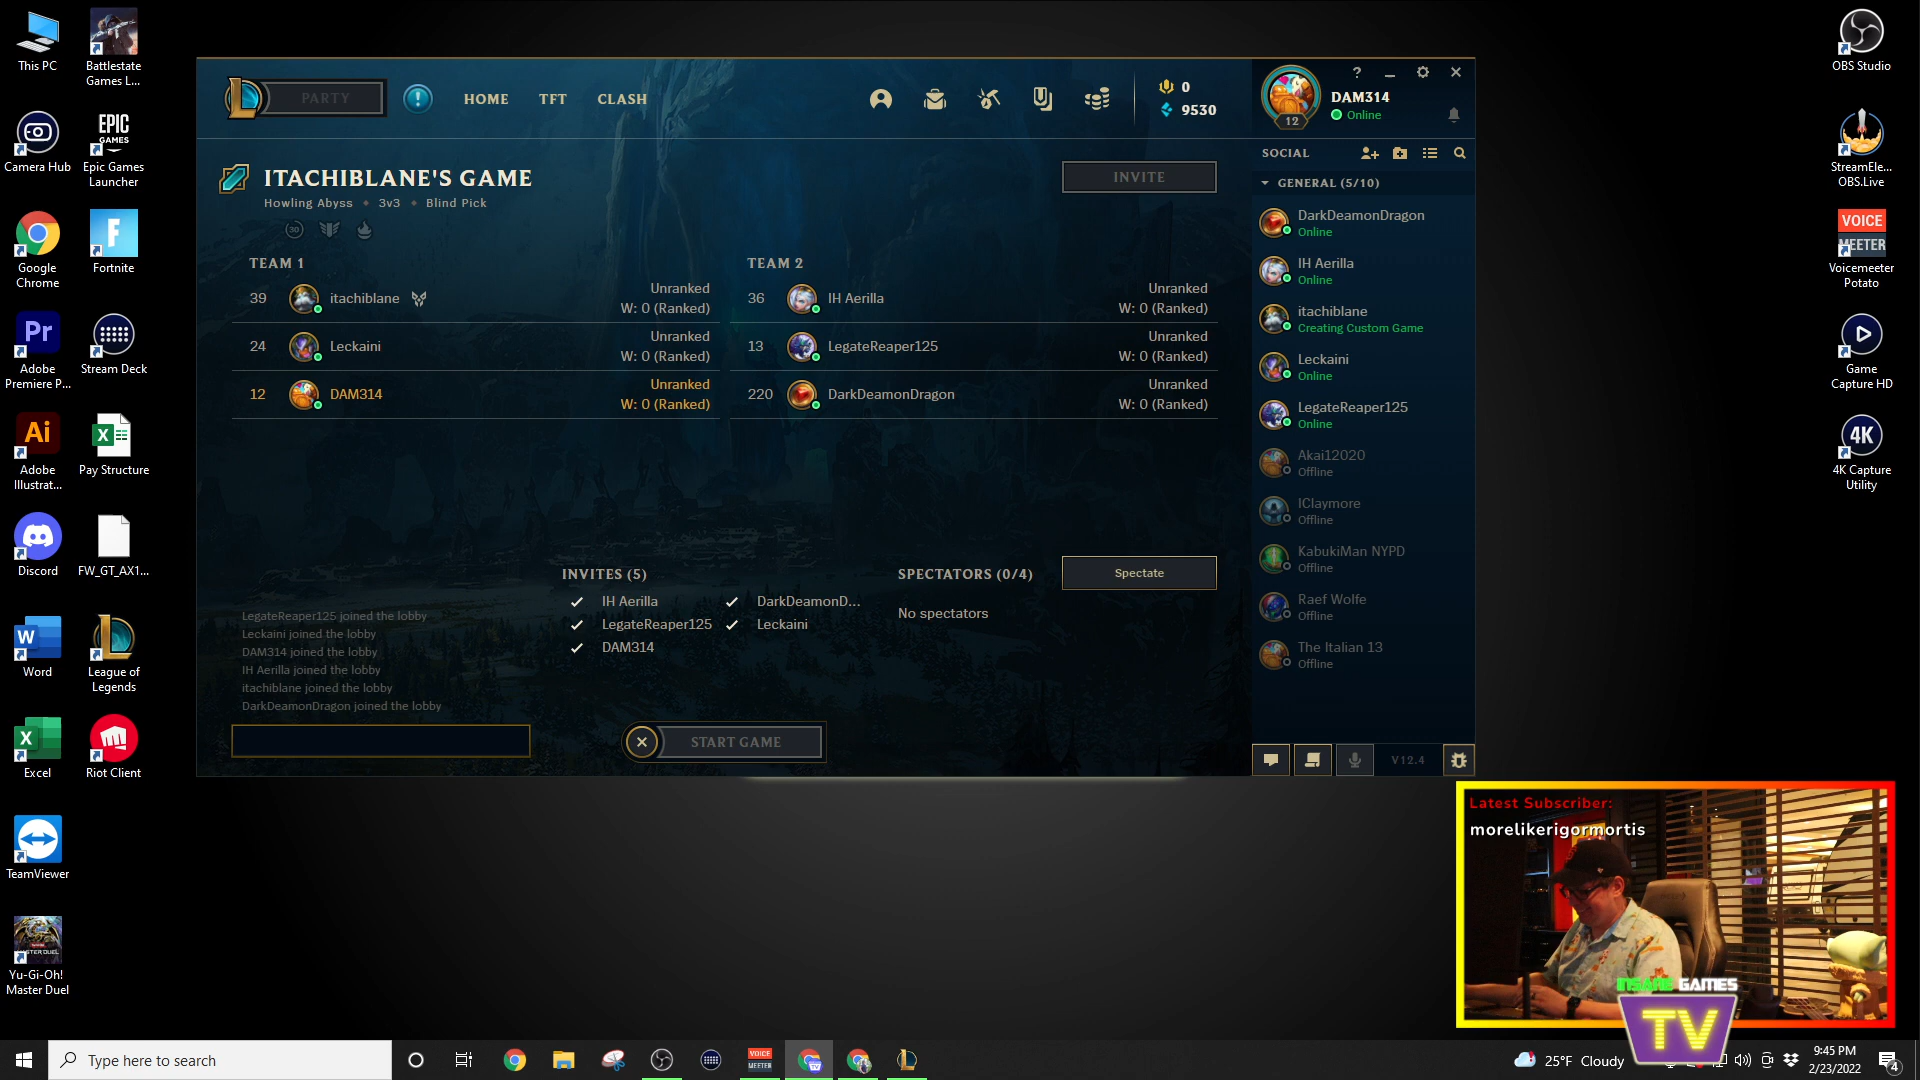 This PC
Battlestate
Games L...
Camera Hub
EPIC
GAMES
Epic Games
Launcher
Google
Chrome
Fortnite
Adobe
Premiere P...
Stream Deck
Adobe
Illustrat...
Pay Structure
Discord
FW_GT_AX1...
Word
League of
Legends
Excel
Riot Client
TeamViewer
Yu-Gi-Oh!
Master Duel
PARTY
HOME
TFT
CLASH
0
9530
12
DAM314
Online
ITACHIBLANE'S GAME
Howling Abyss • 3v3 • Blind Pick
30
INVITE
TEAM 1
39 itachiblane Unranked
W: 0 (Ranked)
24 Leckaini Unranked
W: 0 (Ranked)
12 DAM314 Unranked
W: 0 (Ranked)
TEAM 2
36 IH Aerilla Unranked
W: 0 (Ranked)
13 LegateReaper125 Unranked
W: 0 (Ranked)
220 DarkDeamonDragon Unranked
W: 0 (Ranked)
LegateReaper125 joined the lobby
Leckaini joined the lobby
DAM314 joined the lobby
IH Aerilla joined the lobby
itachiblane joined the lobby
DarkDeamonDragon joined the lobby
INVITES (5)
IH Aerilla
DarkDeamonD...
LegateReaper125
Leckaini
DAM314
SPECTATORS (0/4)
Spectate
No spectators
START GAME
SOCIAL
GENERAL (5/10)
DarkDeamonDragon
Online
IH Aerilla
Online
itachiblane
Creating Custom Game
Leckaini
Online
LegateReaper125
Online
Akai12020
Offline
IClaymore
Offline
KabukiMan NYPD
Offline
Raef Wolfe
Offline
The Italian 13
Offline
V12.4
OBS Studio
StreamEle...
OBS.Live
VOICE
MEETER
Voicemeeter
Potato
Game
Capture HD
4K
4K Capture
Utility
Latest Subscriber:
morelikerigormortis
INSANE GAMES
TV
Type here to search
VOICE
MEETER
25°F Cloudy
9:45 PM
2/23/2022
4